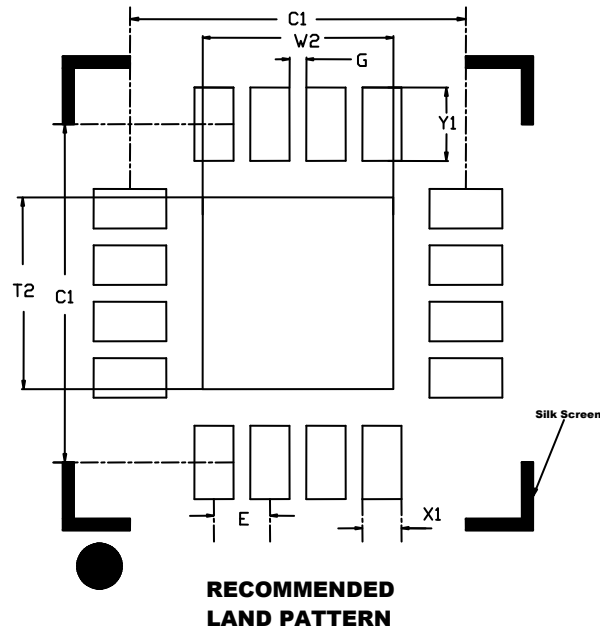 C1
W2
G
Y1
T2
C1
Silk Screen
E
X1
RECOMMENDED
LAND PATTERN